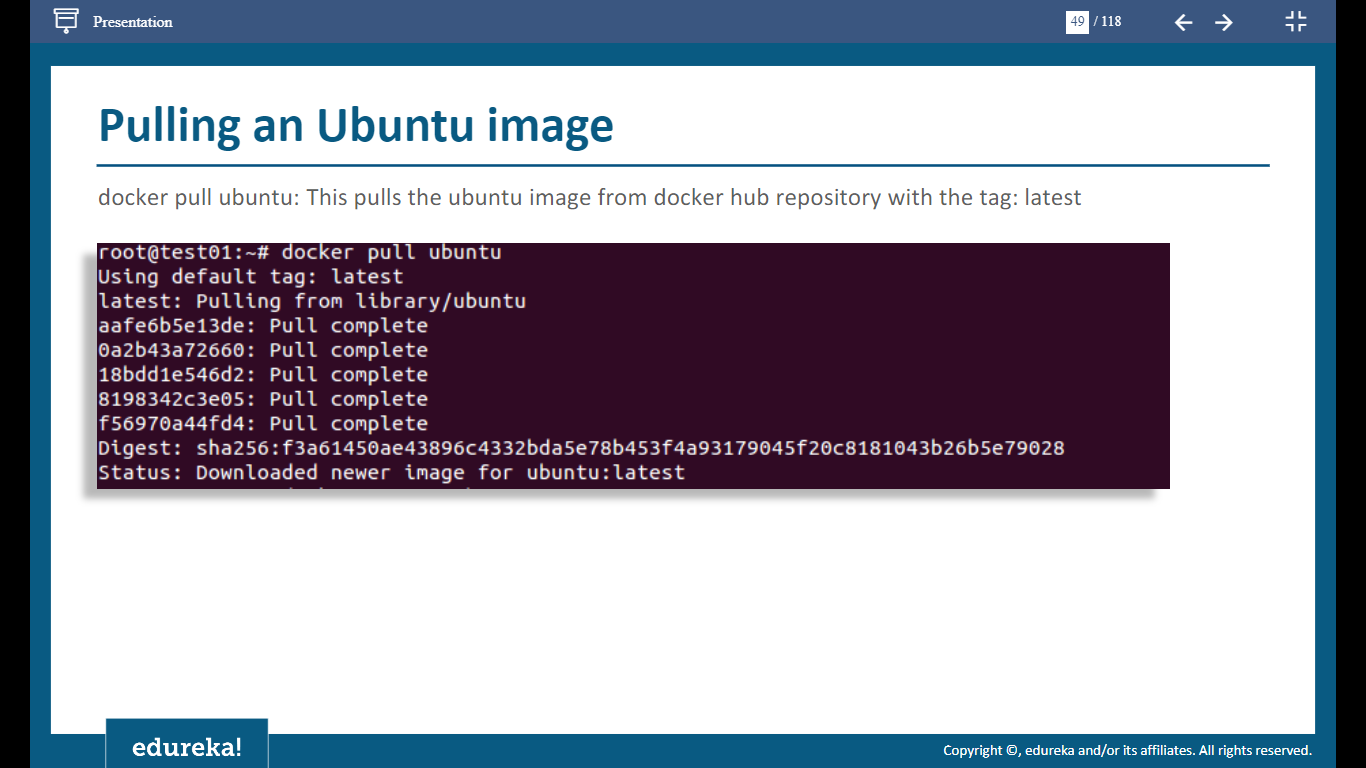 Presentation
49 / 118
Pulling an Ubuntu image
docker pull ubuntu: This pulls the ubuntu image from docker hub repository with the tag: latest
root@test01:~# docker pull ubuntu
Using default tag: latest
latest: Pulling from library/ubuntu
aafe6b5e13de: Pull complete
0a2b43a72660: Pull complete
18bdd1e546d2: Pull complete
8198342c3e05: Pull complete
f56970a44fd4: Pull complete
Digest: sha256:f3a61450ae43896c4332bda5e78b453f4a93179045f20c8181043b26b5e79028
Status: Downloaded newer image for ubuntu:latest
edureka!
Copyright ©, edureka and/or its affiliates. All rights reserved.